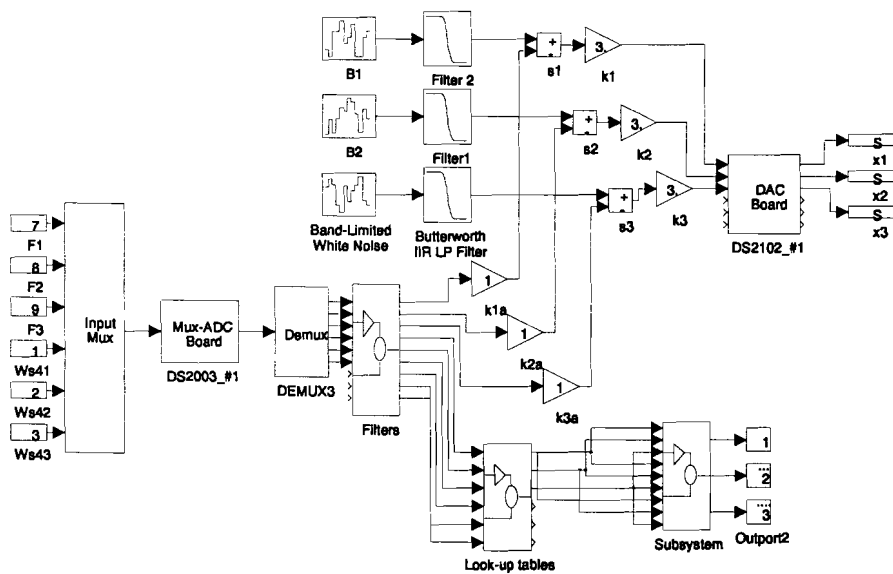 B1
Filter 2
+
-
s1
3.
k1
B2
Filter1
+
-
s2
3.
k2
Band-Limited
White Noise
Butterworth
IIR LP Filter
+
-
s3
3.
k3
DAC
Board
DS2102_#1
S
x1
S
x2
S
x3
7
F1
8
F2
9
F3
1
Ws41
2
Ws42
3
Ws43
Input
Mux
Mux-ADC
Board
DS2003_#1
Demux
DEMUX3
Filters
1
k1a
1
k2a
1
k3a
Look-up tables
Subsystem
1
2
3
Outport2